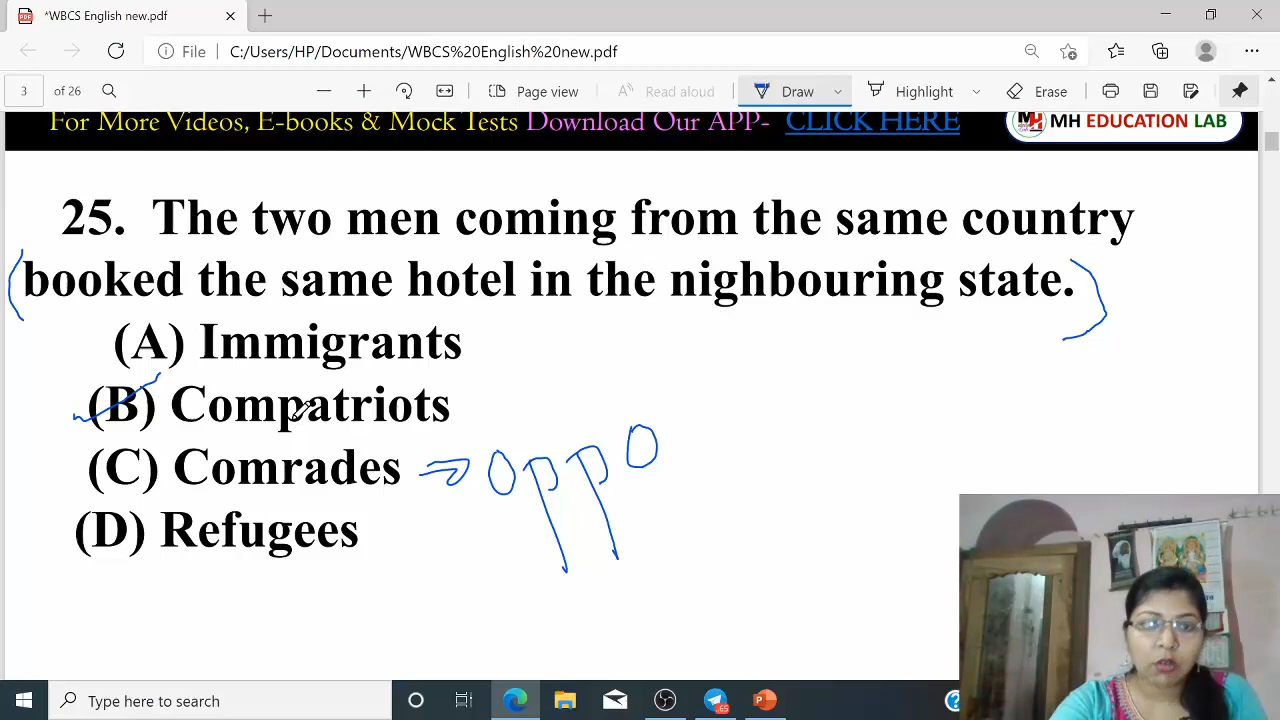 *WBCS English new.pdf
File C:/Users/HP/Documents/WBCS%20English%20new.pdf
3 of 26 Page view Read aloud Draw Highlight Erase
For More Videos, E-books & Mock Tests Download Our APP- CLICK HERE
MH EDUCATION LAB
25. The two men coming from the same country
booked the same hotel in the nighbouring state.
(A) Immigrants
(B) Compatriots
(C) Comrades ⇒ oppo
(D) Refugees
Type here to search